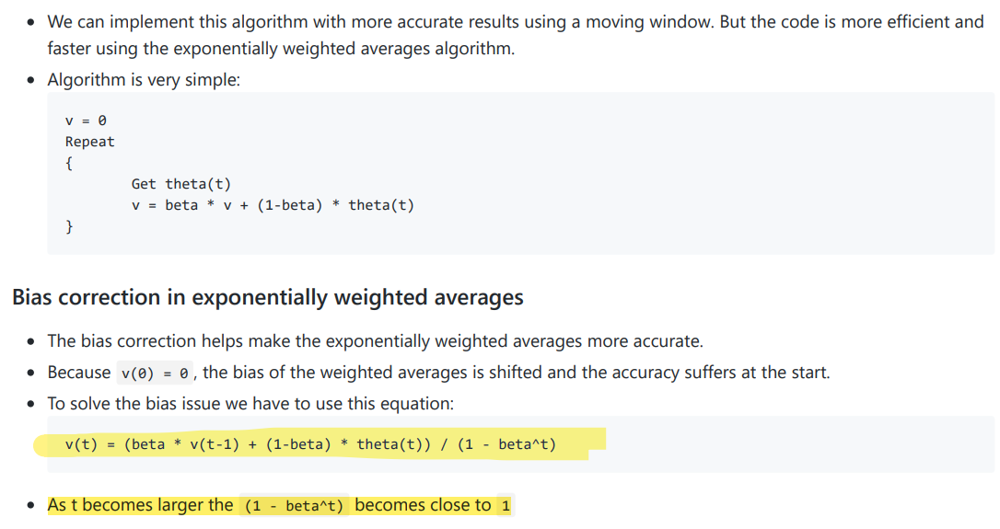 • We can implement this algorithm with more accurate results using a moving window. But the code is more efficient and
faster using the exponentially weighted averages algorithm.
• Algorithm is very simple:
v = 0
Repeat
{
Get theta(t)
v = beta * v + (1-beta) * theta(t)
}
Bias correction in exponentially weighted averages
• The bias correction helps make the exponentially weighted averages more accurate.
• Because v(0) = 0, the bias of the weighted averages is shifted and the accuracy suffers at the start.
• To solve the bias issue we have to use this equation:
v(t) = (beta * v(t-1) + (1-beta) * theta(t)) / (1 - beta^t)
• As t becomes larger the (1 - beta^t) becomes close to 1